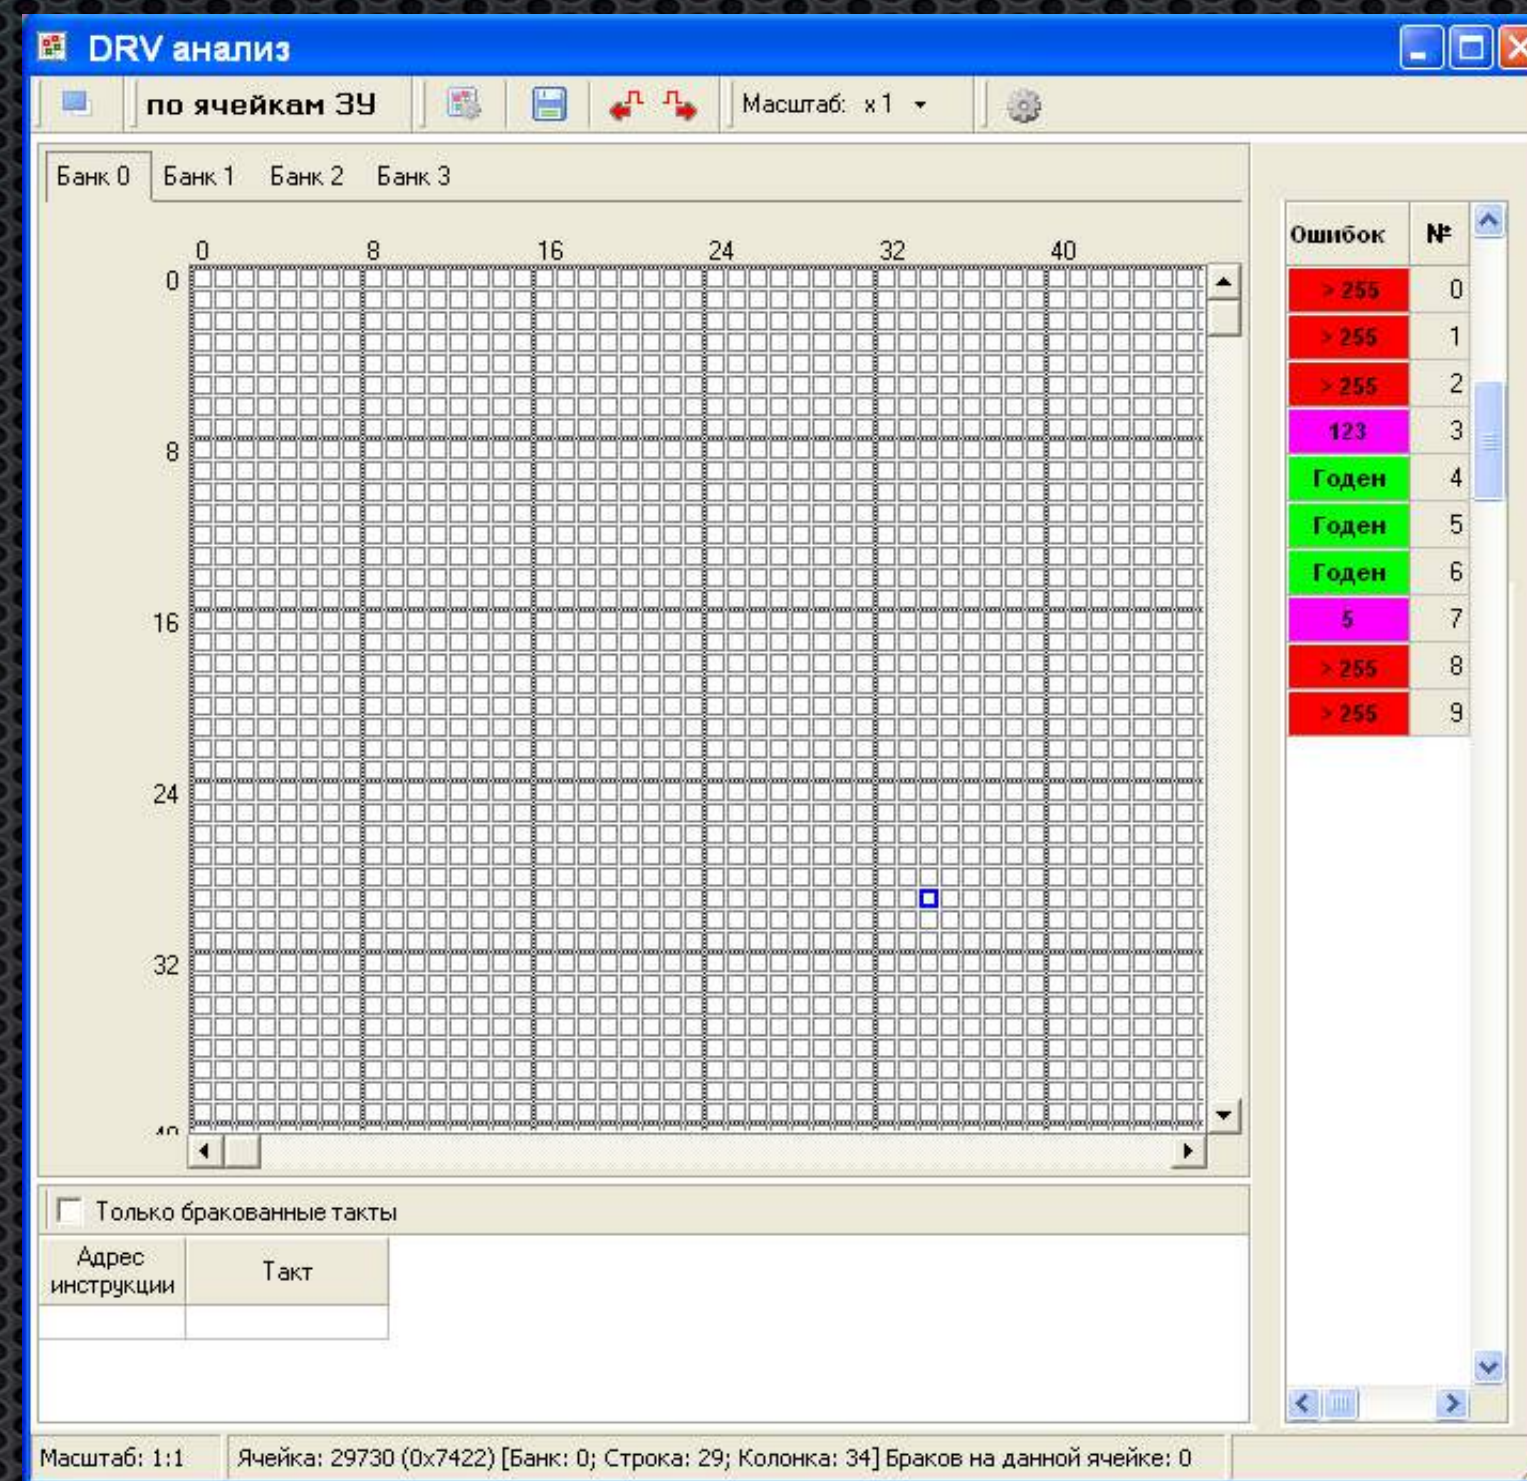 DRV анализ
по ячейкам ЗУ
Масштаб: x 1
Банк 0 Банк 1 Банк 2 Банк 3
0 8 16 24 32 40
0
8
16
24
32
40
Ошибок №
> 255 0
> 255 1
> 255 2
123 3
Годен 4
Годен 5
Годен 6
5 7
> 255 8
> 255 9
Только бракованные такты
Адрес инструкции Такт
Масштаб: 1:1 Ячейка: 29730 (0x7422) [Банк: 0; Строка: 29; Колонка: 34] Браков на данной ячейке: 0